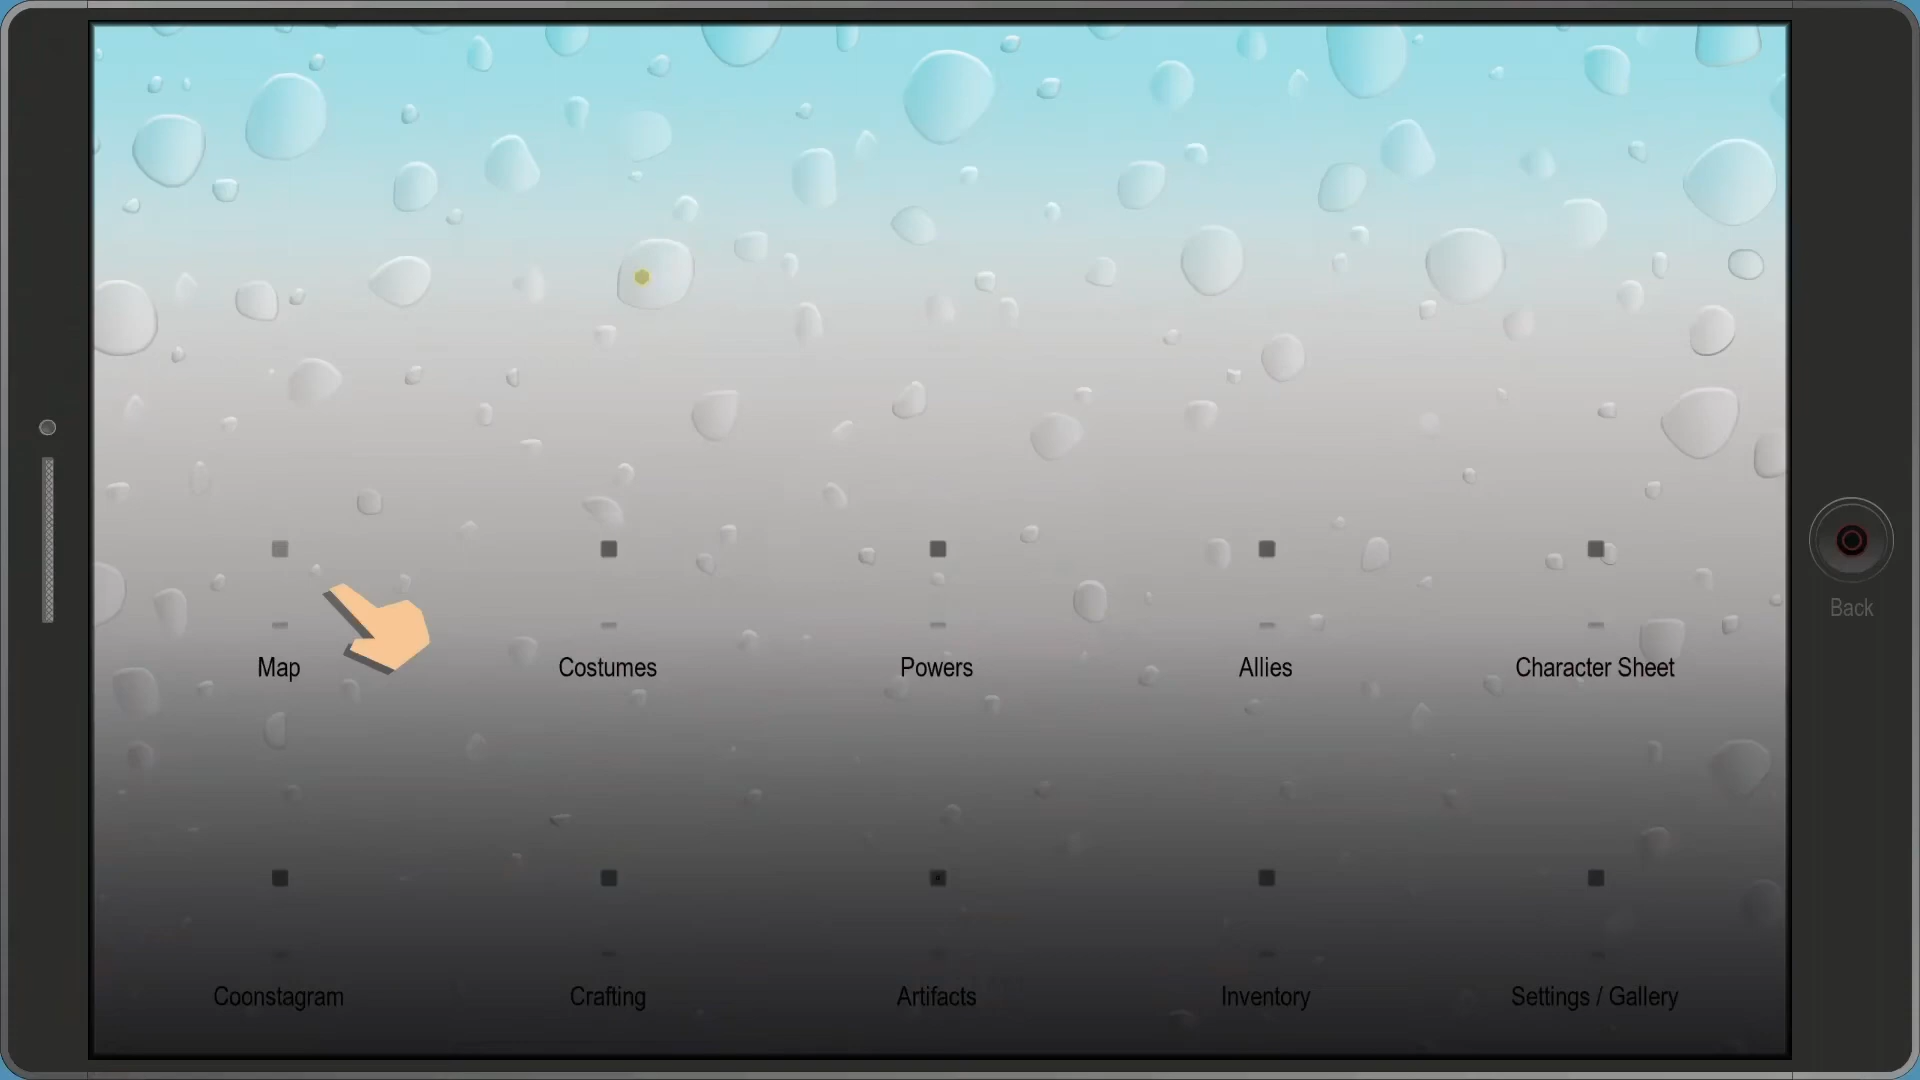 Back
Map
Costumes
Powers
Allies
Character Sheet
Coonstagram
Crafting
Artifacts
Inventory
Settings / Gallery